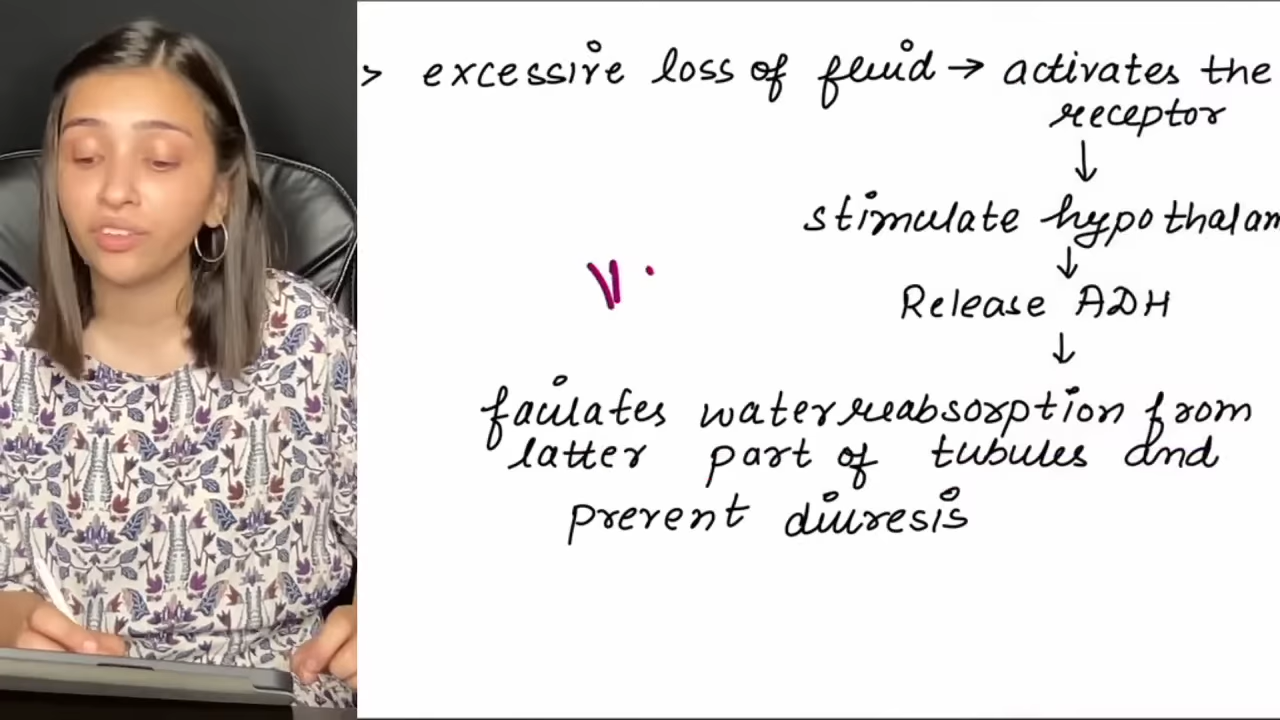 > excessive loss of fluid → activates the
receptor
↓
stimulate hypothalam
↓
Release ADH
↓
faciliates water reabsorption from
latter part of tubules and
prevent diuresis